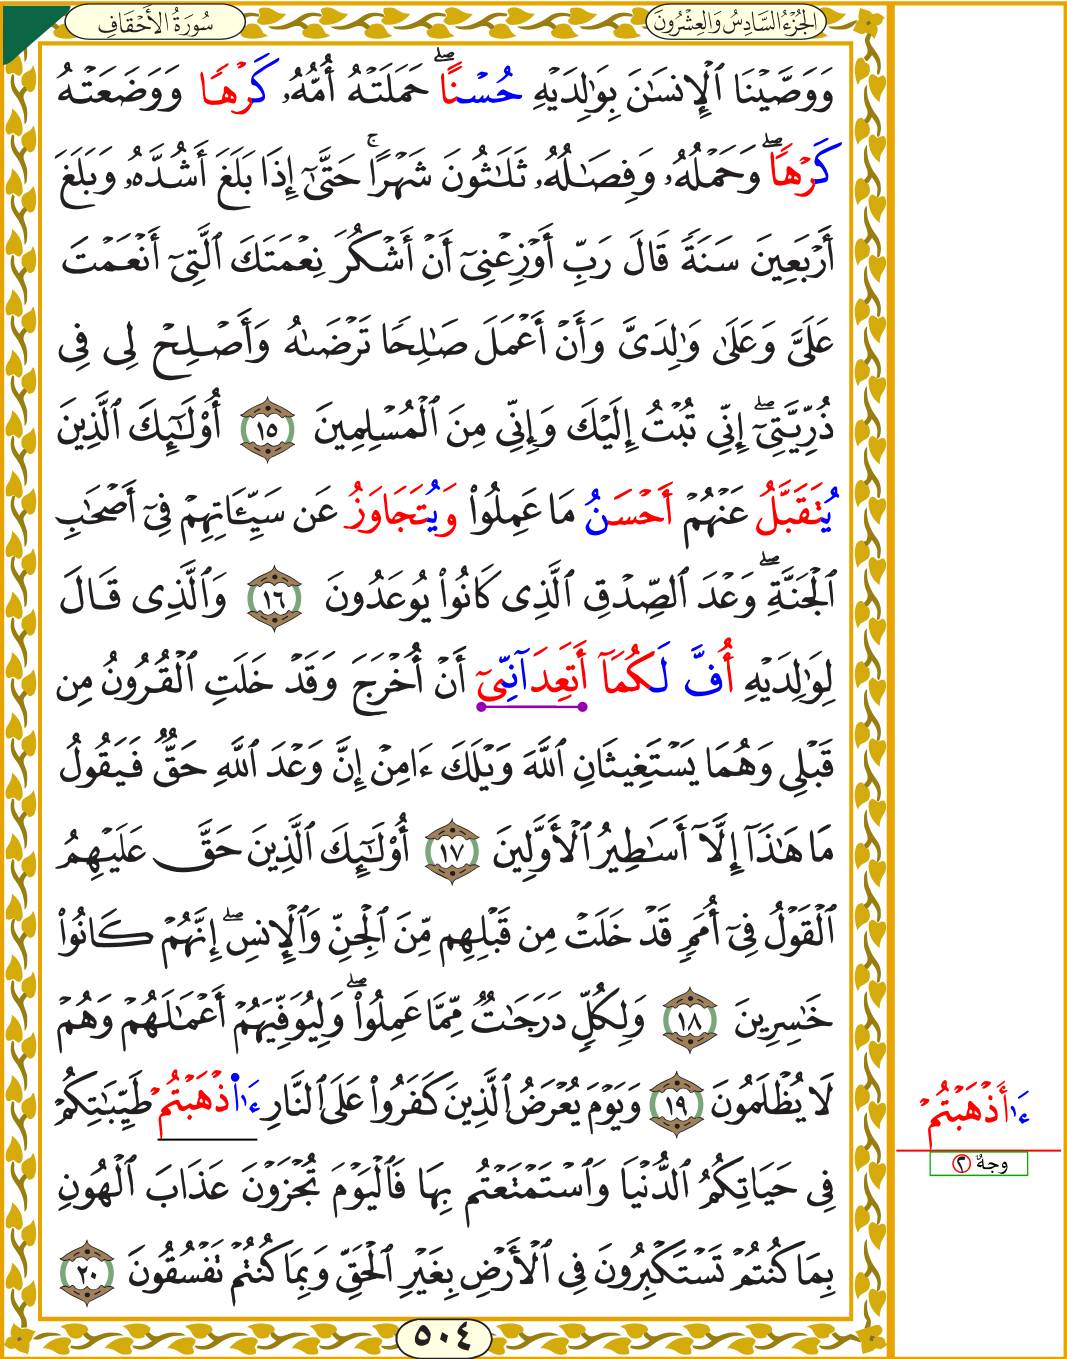 الجُزْءُ السَّادِسُ وَالعِشْرُونَ
سُورَةُ الأَحْقَافِ
وَوَصَّيْنَا ٱلْإِنسَٰنَ بِوَٰلِدَيْهِ حُسْنًاۖ حَمَلَتْهُ أُمُّهُۥ كَرْهًا وَوَضَعَتْهُ
كَرْهًاۖ وَحَمْلُهُۥ وَفِصَٰلُهُۥ ثَلَٰثُونَ شَهْرًاۚ حَتَّىٰٓ إِذَا بَلَغَ أَشُدَّهُۥ وَبَلَغَ
أَرْبَعِينَ سَنَةً قَالَ رَبِّ أَوْزِعْنِىٓ أَنْ أَشْكُرَ نِعْمَتَكَ ٱلَّتِىٓ أَنْعَمْتَ
عَلَىَّ وَعَلَىٰ وَٰلِدَىَّ وَأَنْ أَعْمَلَ صَٰلِحًا تَرْضَىٰهُ وَأَصْلِحْ لِى فِى
ذُرِّيَّتِىٓۖ إِنِّى تُبْتُ إِلَيْكَ وَإِنِّى مِنَ ٱلْمُسْلِمِينَ ١٥ أُو۟لَٰٓئِكَ ٱلَّذِينَ
يُتَقَبَّلُ عَنْهُمْ أَحْسَنُ مَا عَمِلُوا۟ وَيُتَجَاوَزُ عَن سَيِّـَٔاتِهِمْ فِىٓ أَصْحَٰبِ
ٱلْجَنَّةِۖ وَعْدَ ٱلصِّدْقِ ٱلَّذِى كَانُوا۟ يُوعَدُونَ ١٦ وَٱلَّذِى قَالَ
لِوَٰلِدَيْهِ أُفَّ لَكُمَآ أَتَعِدَآنِّىٓ أَنْ أُخْرَجَ وَقَدْ خَلَتِ ٱلْقُرُونُ مِن
قَبْلِى وَهُمَا يَسْتَغِيثَانِ ٱللَّهَ وَيْلَكَ ءَامِنْ إِنَّ وَعْدَ ٱللَّهِ حَقٌّ فَيَقُولُ
مَا هَٰذَآ إِلَّآ أَسَٰطِيرُ ٱلْأَوَّلِينَ ١٧ أُو۟لَٰٓئِكَ ٱلَّذِينَ حَقَّ عَلَيْهِمُ
ٱلْقَوْلُ فِىٓ أُمَمٍ قَدْ خَلَتْ مِن قَبْلِهِم مِّنَ ٱلْجِنِّ وَٱلْإِنسِۖ إِنَّهُمْ كَانُوا۟
خَٰسِرِينَ ١٨ وَلِكُلٍّ دَرَجَٰتٌ مِّمَّا عَمِلُوا۟ۖ وَلِيُوَفِّيَهُمْ أَعْمَٰلَهُمْ وَهُمْ
لَا يُظْلَمُونَ ١٩ وَيَوْمَ يُعْرَضُ ٱلَّذِينَ كَفَرُوا۟ عَلَى ٱلنَّارِ ءَا۬ذْهَبْتُمْ طَيِّبَٰتِكُمْ
فِى حَيَاتِكُمُ ٱلدُّنْيَا وَٱسْتَمْتَعْتُم بِهَا فَٱلْيَوْمَ تُجْزَوْنَ عَذَابَ ٱلْهُونِ
بِمَا كُنتُمْ تَسْتَكْبِرُونَ فِى ٱلْأَرْضِ بِغَيْرِ ٱلْحَقِّ وَبِمَا كُنتُمْ تَفْسُقُونَ ٢٠
ءَاأَذْهَبْتُمْ
وجهٌ ٢
٥٠٤